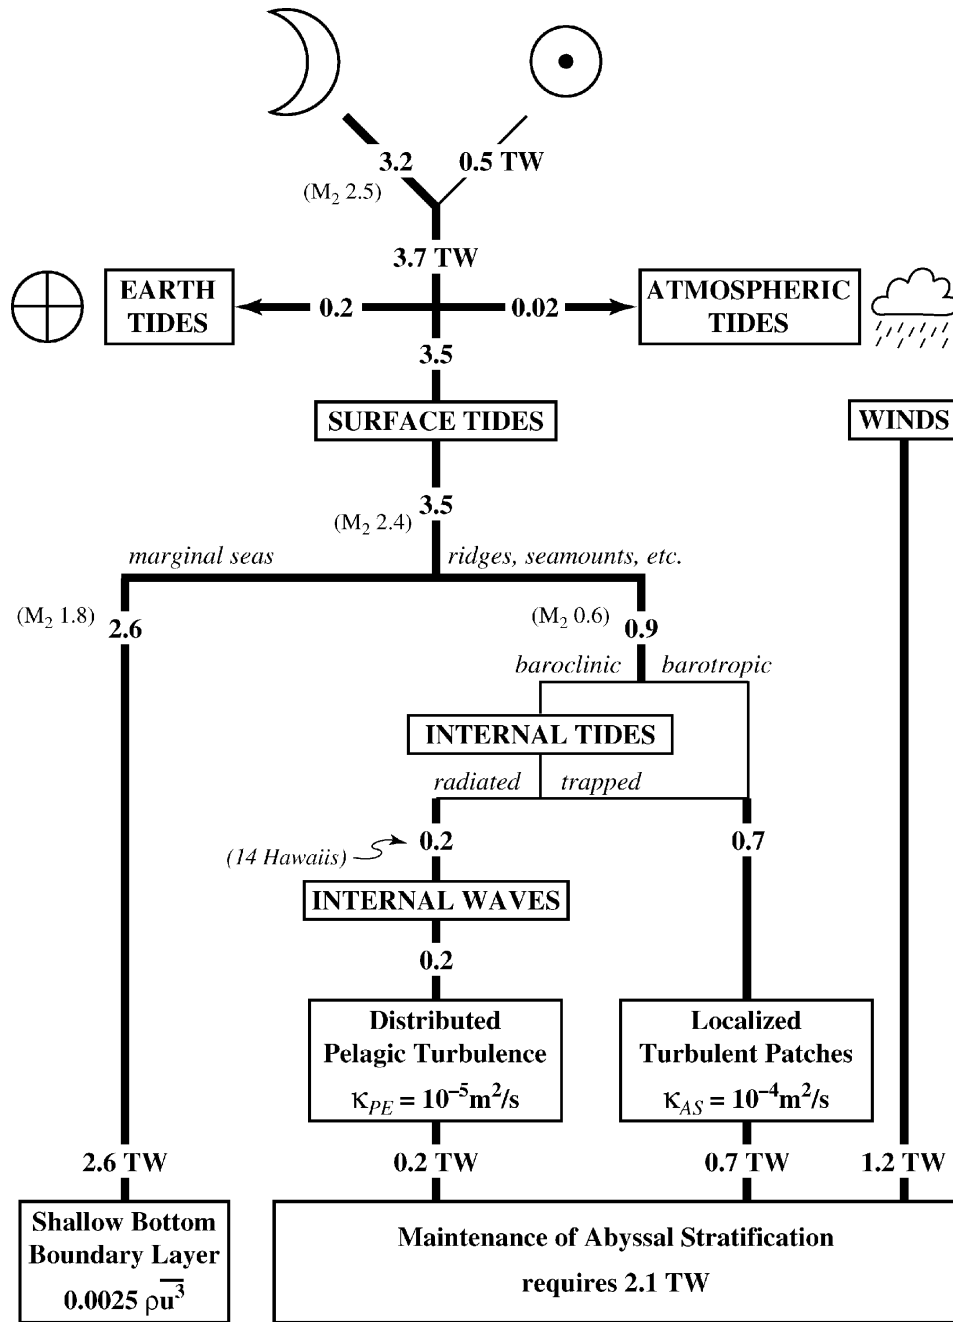 3.2
0.5 TW
(M₂ 2.5)
3.7 TW
EARTH
TIDES
0.2
0.02
ATMOSPHERIC
TIDES
3.5
SURFACE TIDES
WINDS
3.5
(M₂ 2.4)
marginal seas
ridges, seamounts, etc.
(M₂ 1.8)
2.6
(M₂ 0.6)
0.9
baroclinic
barotropic
INTERNAL TIDES
radiated
trapped
(14 Hawaiis)
0.2
0.7
INTERNAL WAVES
0.2
Distributed
Pelagic Turbulence
κPE = 10⁻⁵m²/s
Localized
Turbulent Patches
κAS = 10⁻⁴m²/s
2.6 TW
0.2 TW
0.7 TW
1.2 TW
Shallow Bottom
Boundary Layer
0.0025 ρu̅³̅
Maintenance of Abyssal Stratification
requires 2.1 TW